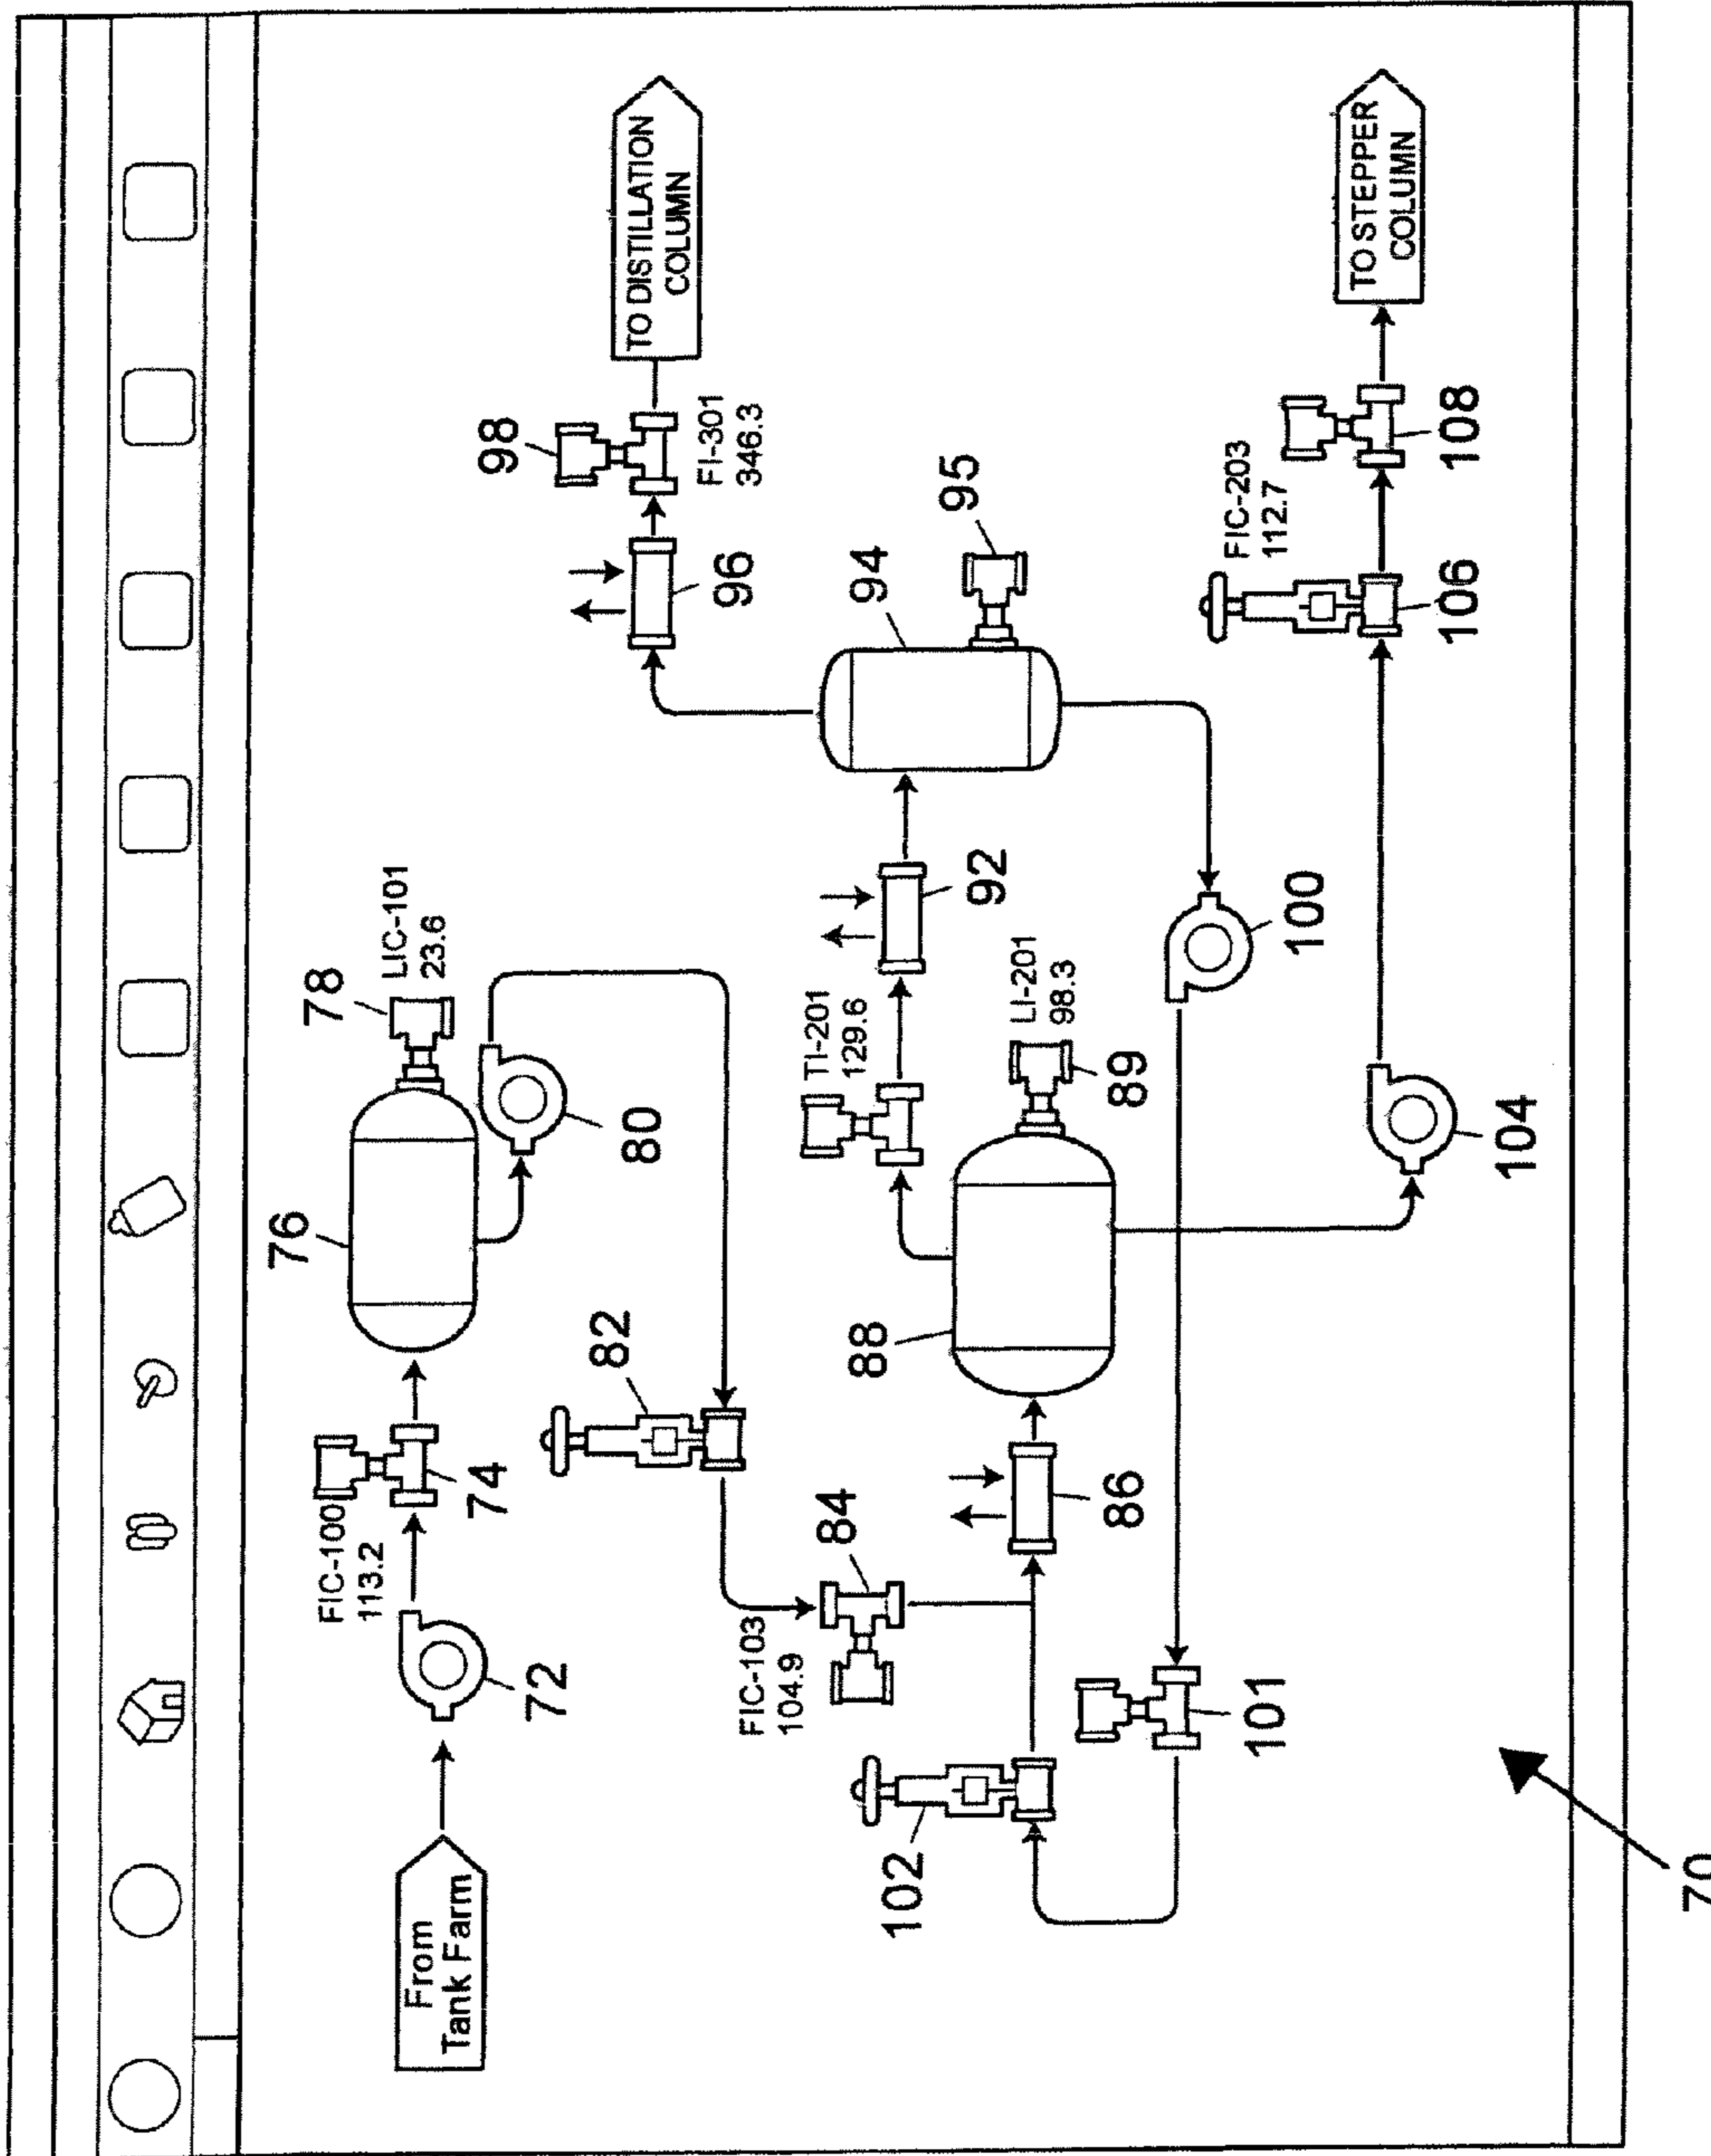 From
Tank Farm
72
FIC-100
113.2
74
76
78
LIC-101
23.6
80
82
FIC-103
104.9
84
86
88
89
LI-201
98.3
TI-201
129.6
92
94
95
96
98
FI-301
346.3
TO DISTILLATION
COLUMN
100
101
102
104
106
FIC-203
112.7
108
TO STEPPER
COLUMN
70